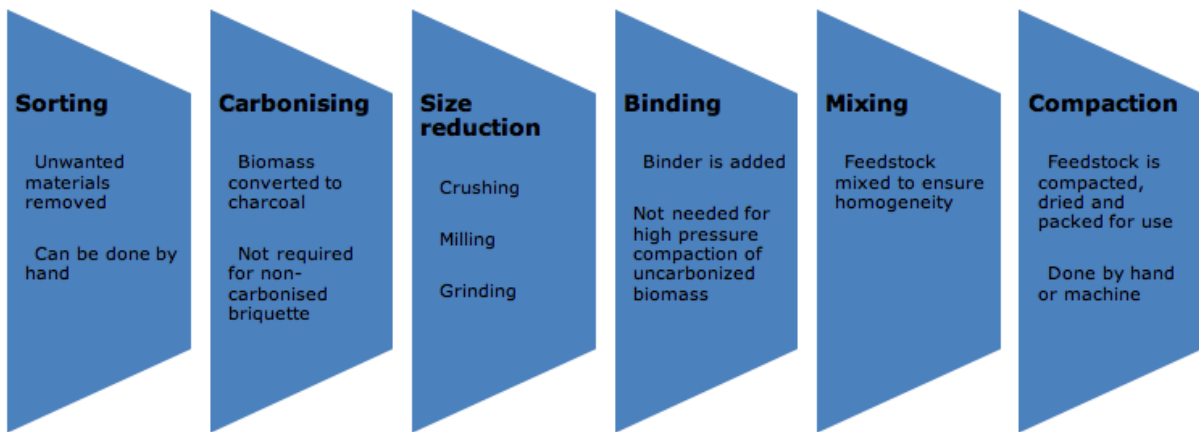 Sorting
Unwanted
materials
removed
Can be done by
hand
Carbonising
Biomass
converted to
charcoal
Not required
for non-
carbonised
briquette
Size
reduction
Crushing
Milling
Grinding
Binding
Binder is added
Not needed for
high pressure
compaction of
uncarbonized
biomass
Mixing
Feedstock
mixed to ensure
homogeneity
Compaction
Feedstock is
compacted,
dried and
packed for use
Done by hand
or machine